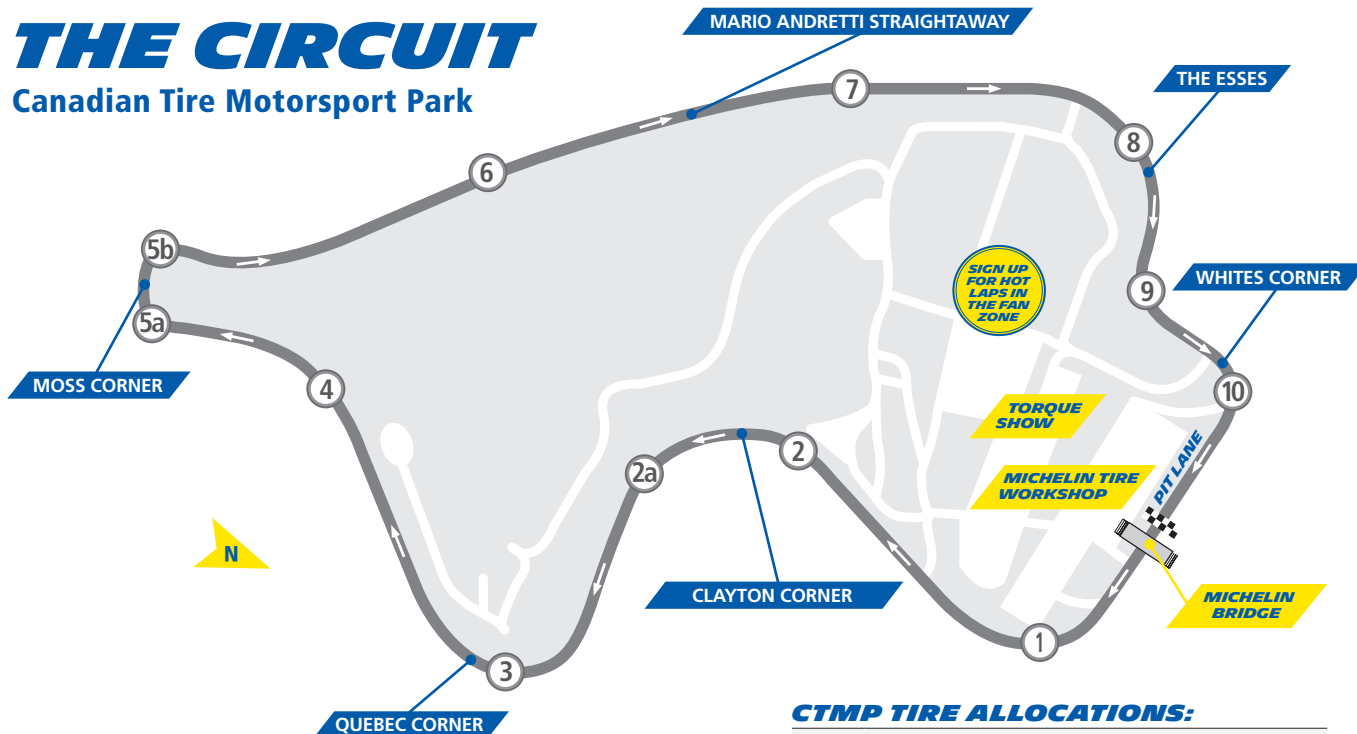 THE CIRCUIT
Canadian Tire Motorsport Park
MARIO ANDRETTI STRAIGHTAWAY
THE ESSES
7
8
6
5b
SIGN UP
FOR HOT
LAPS IN
THE FAN
ZONE
WHITES CORNER
9
5a
MOSS CORNER
4
10
TORQUE
SHOW
2
2a
PIT LANE
MICHELIN TIRE
WORKSHOP
N
CLAYTON CORNER
MICHELIN
BRIDGE
1
3
QUEBEC CORNER
CTMP TIRE ALLOCATIONS: